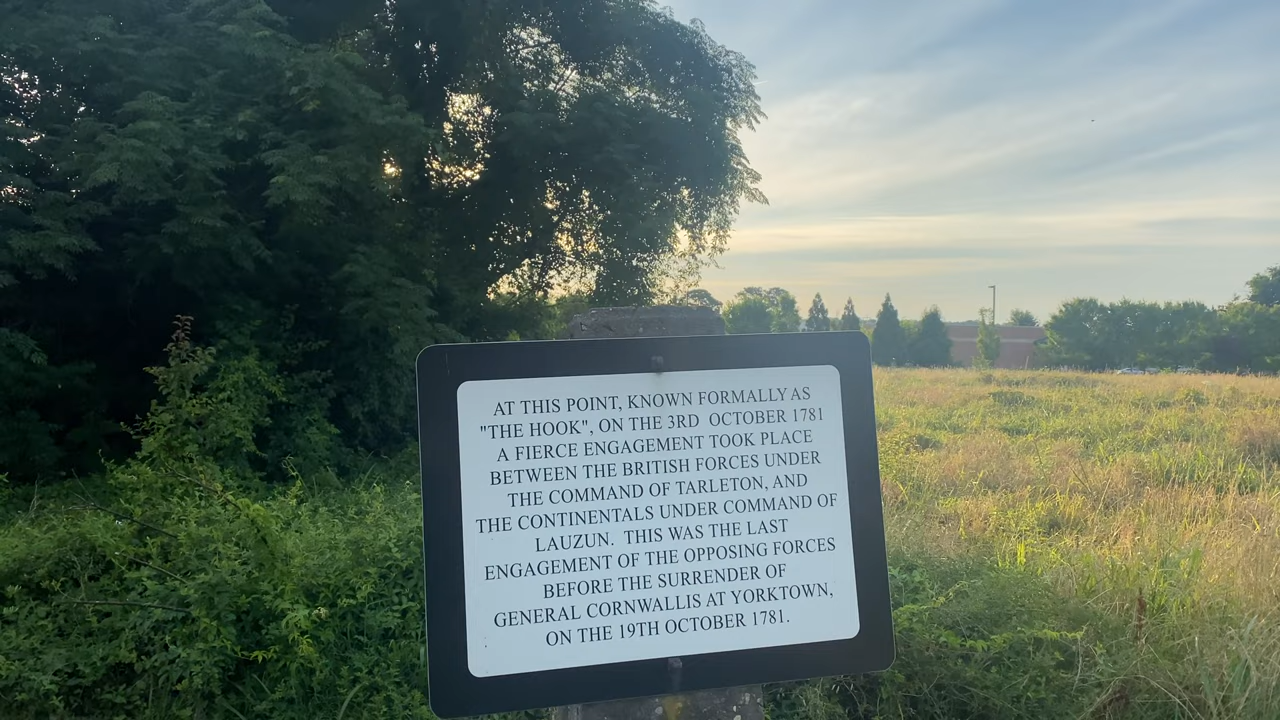 AT THIS POINT, KNOWN FORMALLY AS
"THE HOOK", ON THE 3RD OCTOBER 1781
A FIERCE ENGAGEMENT TOOK PLACE
BETWEEN THE BRITISH FORCES UNDER
THE COMMAND OF TARLETON, AND
THE CONTINENTALS UNDER COMMAND OF
LAUZUN. THIS WAS THE LAST
ENGAGEMENT OF THE OPPOSING FORCES
BEFORE THE SURRENDER OF
GENERAL CORNWALLIS AT YORKTOWN,
ON THE 19TH OCTOBER 1781.